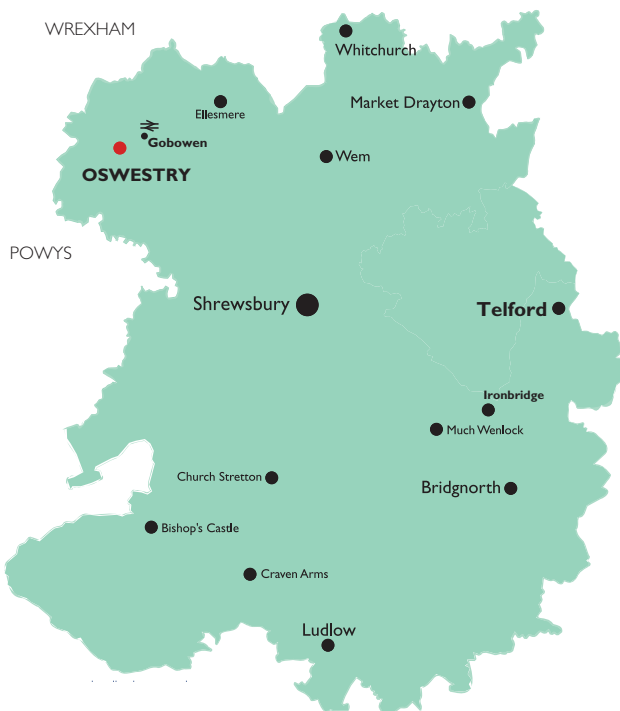 WREXHAM
Whitchurch
Market Drayton
Ellesmere
Gobowen
Wem
OSWESTRY
POWYS
Shrewsbury
Telford
Ironbridge
Much Wenlock
Church Stretton
Bridgnorth
Bishop's Castle
Craven Arms
Ludlow